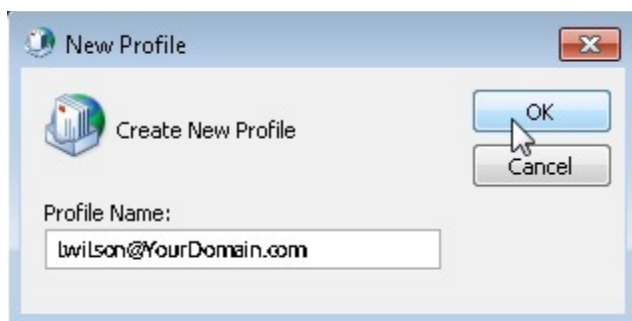 New Profile
Create New Profile
OK
Cancel
Profile Name:
lwilson@YourDomain.com